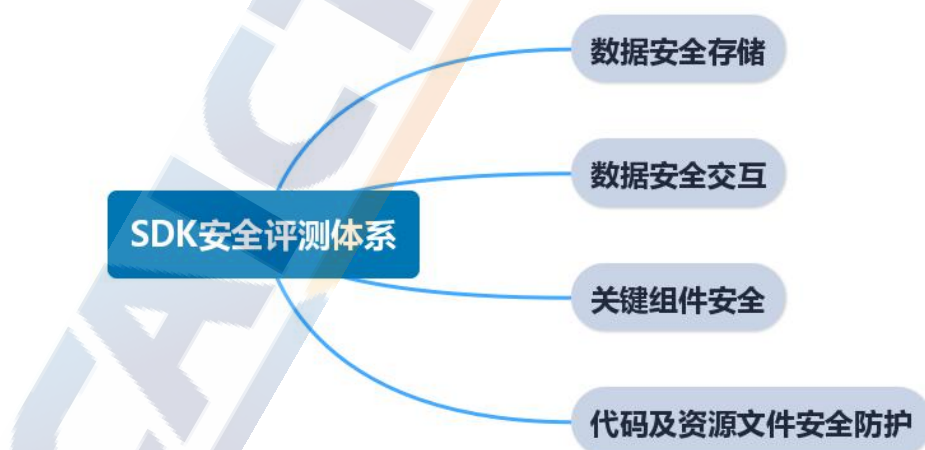 数据安全存储
数据安全交互
SDK安全评测体系
关键组件安全
代码及资源文件安全防护
CAICT